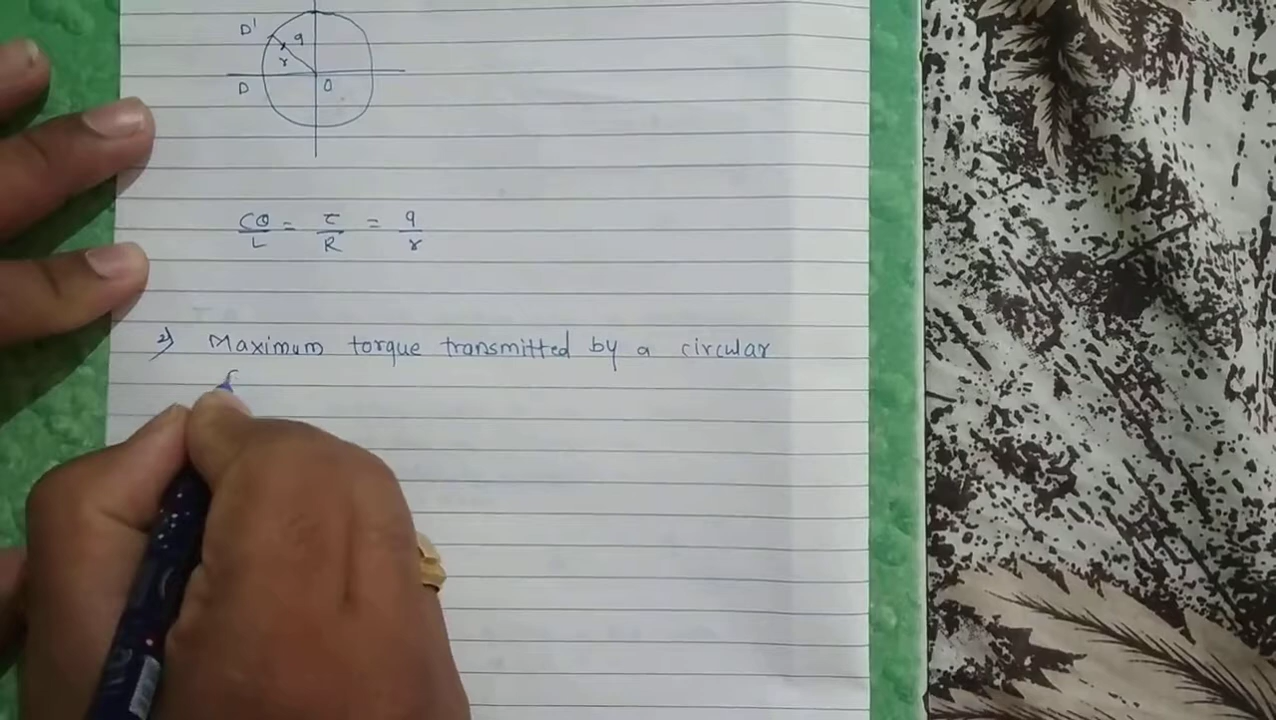 D' q
r
D O
CΘ/L = τ/R = q/r
2) Maximum torque transmitted by a circular